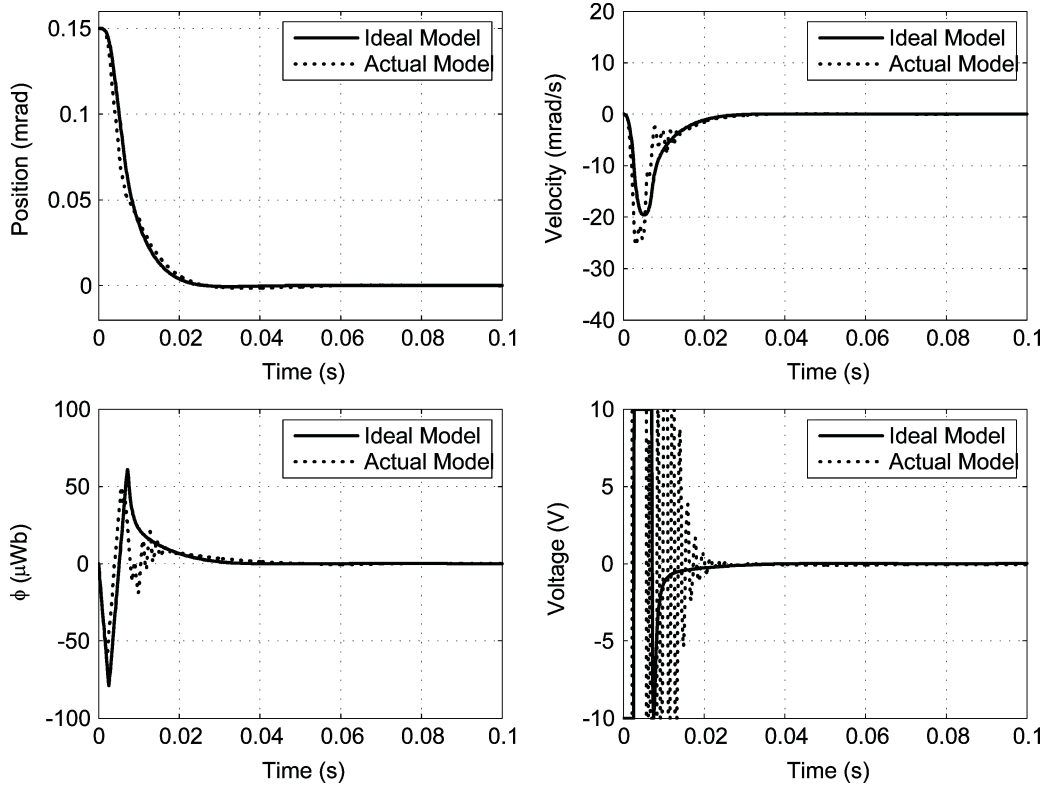 0.15
0.1
0.05
0
Position (mrad)
Ideal Model
Actual Model
0 0.02 0.04 0.06 0.08 0.1
Time (s)
20
10
0
-10
-20
-30
-40
Velocity (mrad/s)
Ideal Model
Actual Model
0 0.02 0.04 0.06 0.08 0.1
Time (s)
100
50
0
-50
-100
ϕ (μWb)
Ideal Model
Actual Model
0 0.02 0.04 0.06 0.08 0.1
Time (s)
10
5
0
-5
-10
Voltage (V)
Ideal Model
Actual Model
0 0.02 0.04 0.06 0.08 0.1
Time (s)